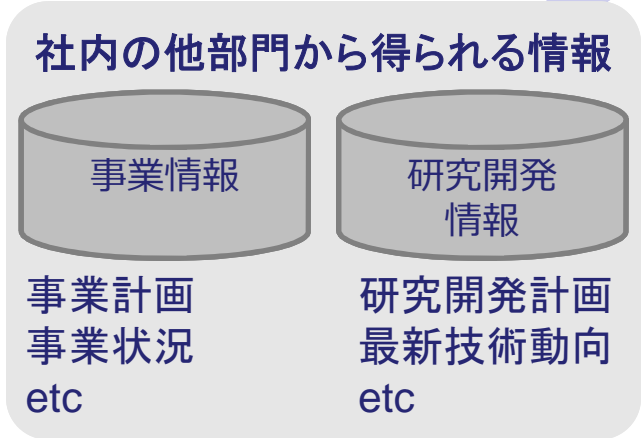 社内の他部門から得られる情報
事業情報
研究開発
情報
事業計画
事業状況
etc
研究開発計画
最新技術動向
etc